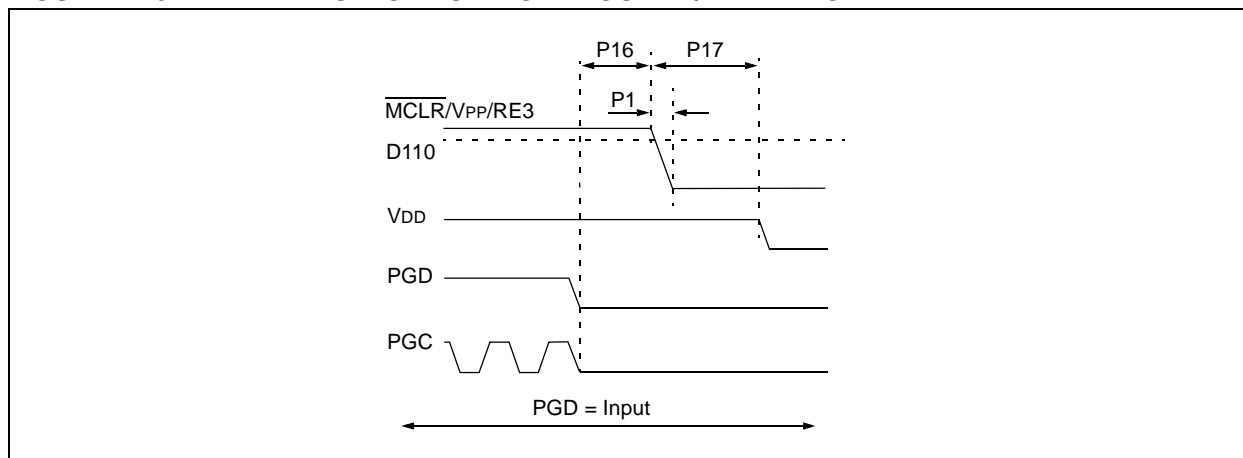 P16 P17
P1
MCLR/VPP/RE3
D110
VDD
PGD
PGC
PGD = Input